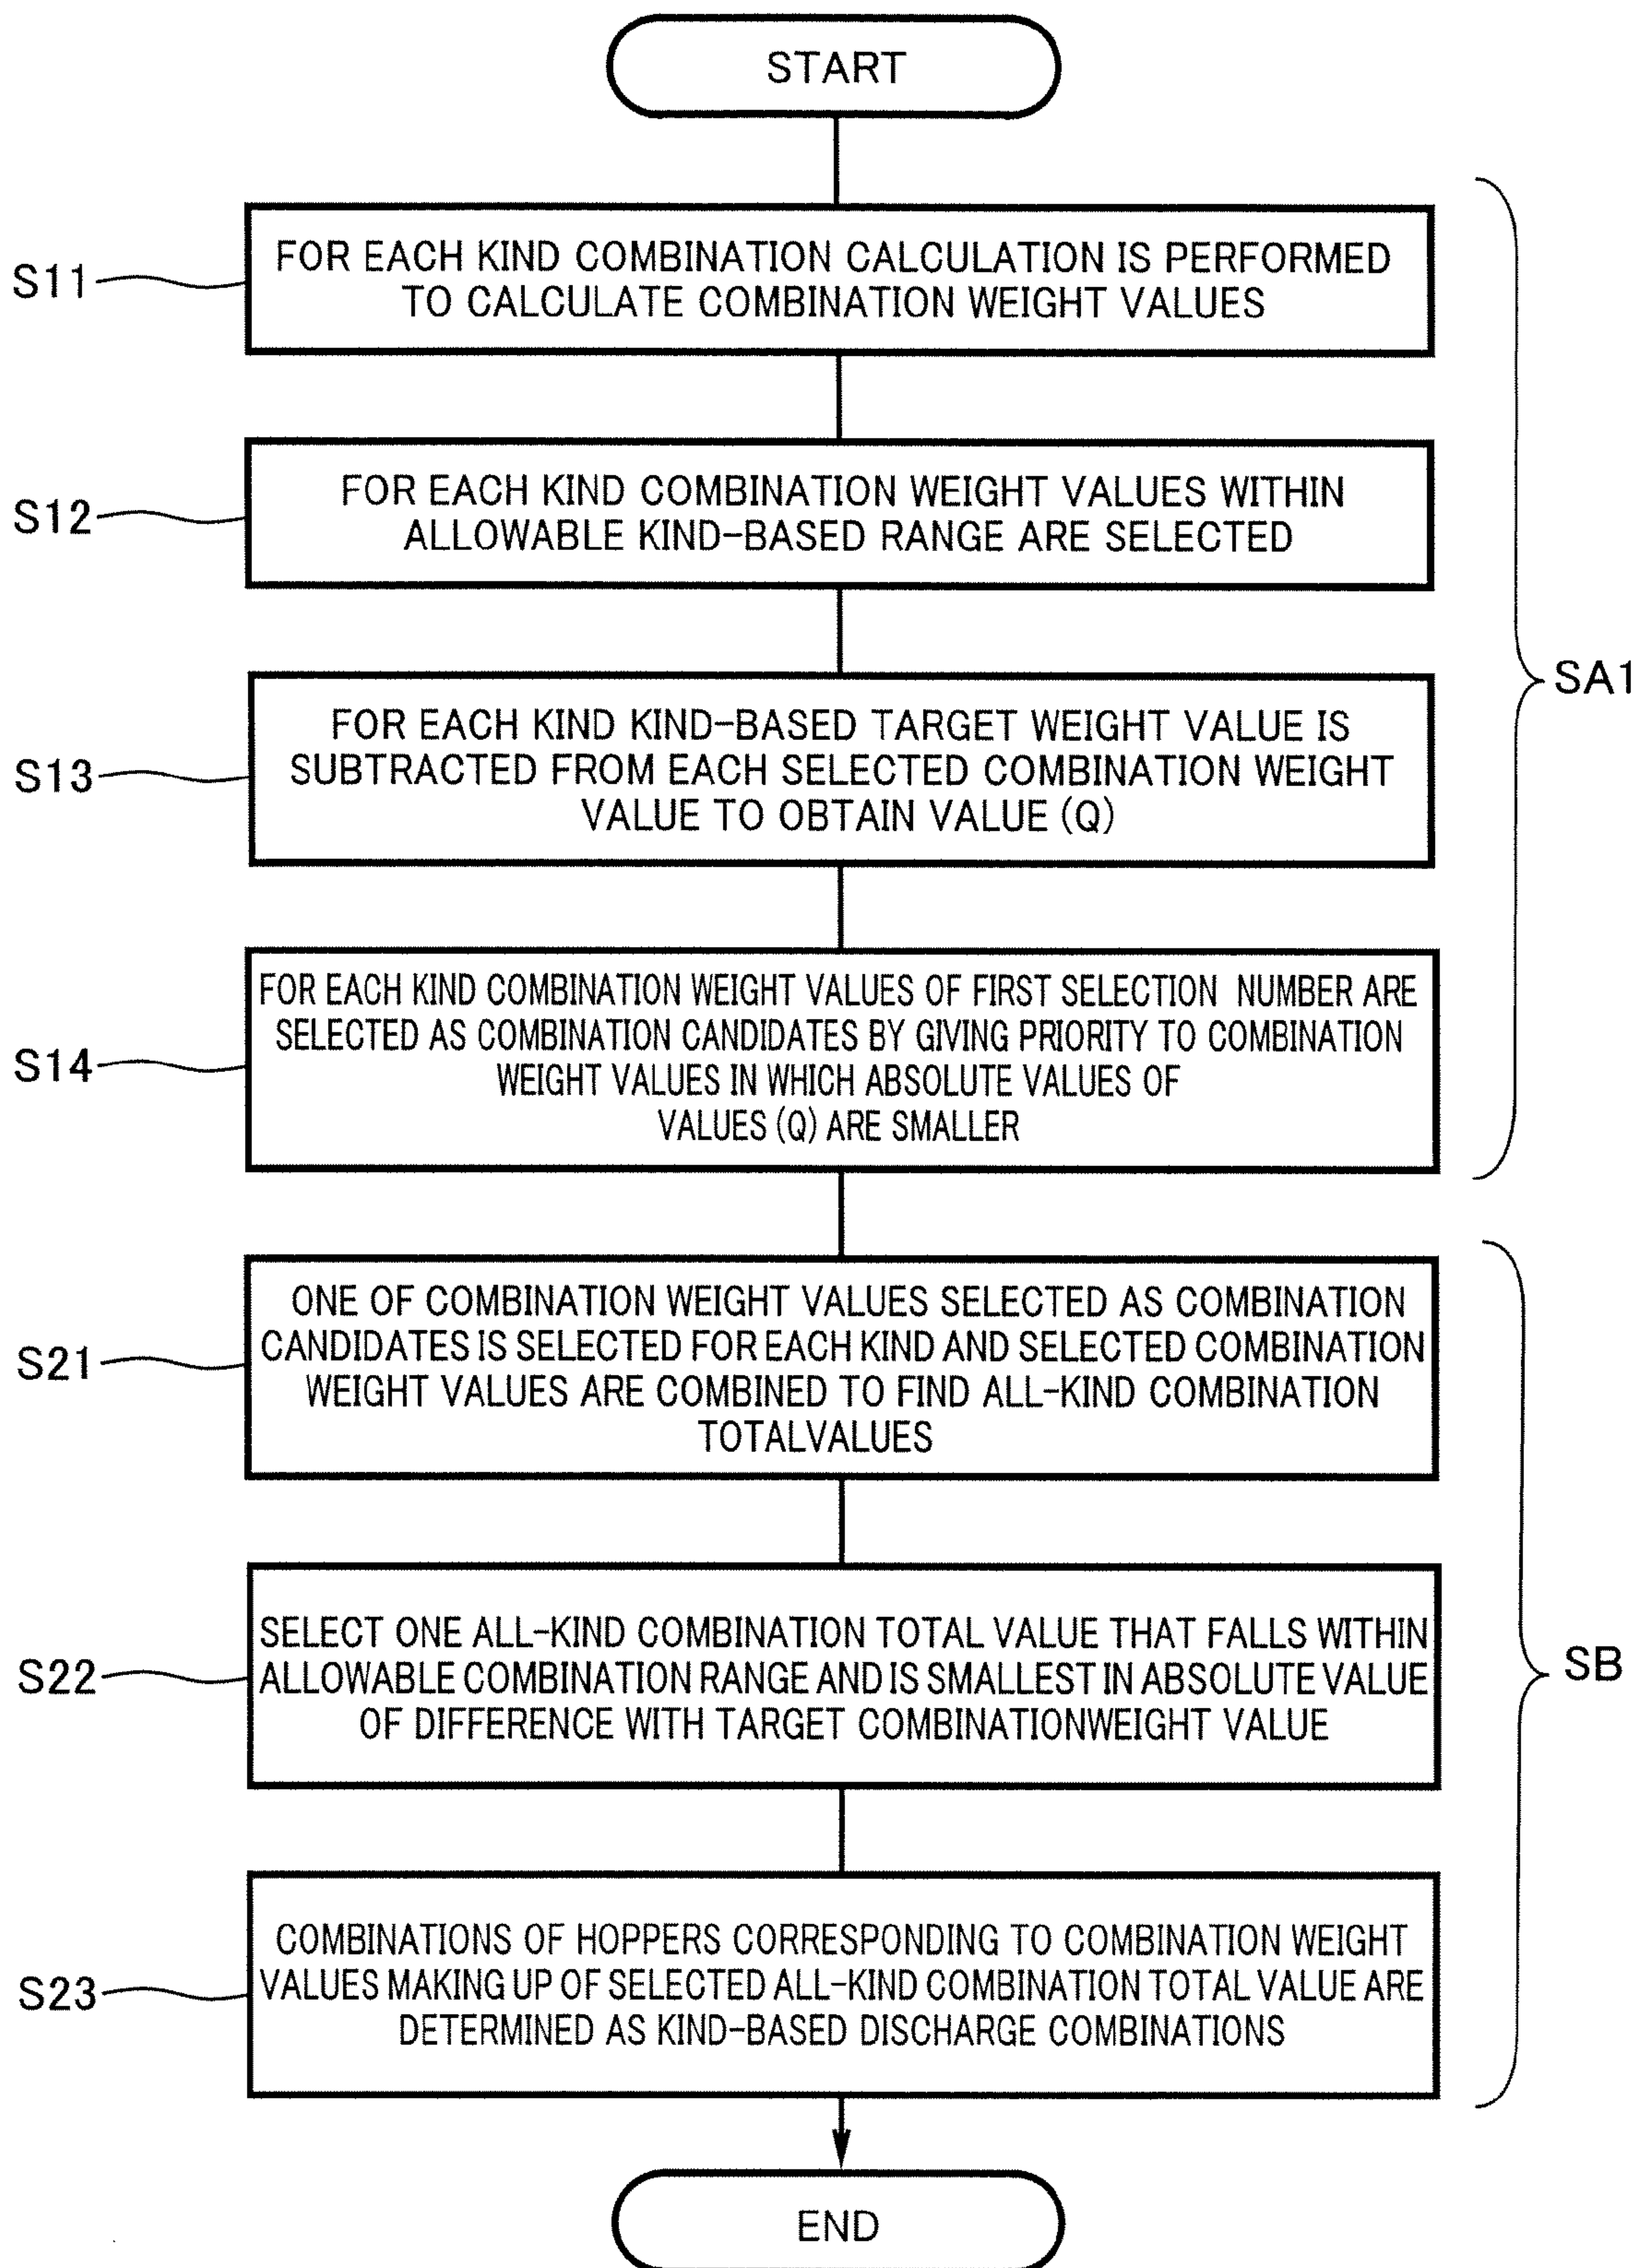 START
S11
FOR EACH KIND COMBINATION CALCULATION IS PERFORMED
TO CALCULATE COMBINATION WEIGHT VALUES
S12
FOR EACH KIND COMBINATION WEIGHT VALUES WITHIN
ALLOWABLE KIND-BASED RANGE ARE SELECTED
S13
FOR EACH KIND KIND-BASED TARGET WEIGHT VALUE IS
SUBTRACTED FROM EACH SELECTED COMBINATION WEIGHT
VALUE TO OBTAIN VALUE (Q)
SA1
S14
FOR EACH KIND COMBINATION WEIGHT VALUES OF FIRST SELECTION NUMBER ARE
SELECTED AS COMBINATION CANDIDATES BY GIVING PRIORITY TO COMBINATION
WEIGHT VALUES IN WHICH ABSOLUTE VALUES OF
VALUES (Q) ARE SMALLER
S21
ONE OF COMBINATION WEIGHT VALUES SELECTED AS COMBINATION
CANDIDATES IS SELECTED FOR EACH KIND AND SELECTED COMBINATION
WEIGHT VALUES ARE COMBINED TO FIND ALL-KIND COMBINATION
TOTALVALUES
S22
SELECT ONE ALL-KIND COMBINATION TOTAL VALUE THAT FALLS WITHIN
ALLOWABLE COMBINATION RANGE AND IS SMALLEST IN ABSOLUTE VALUE
OF DIFFERENCE WITH TARGET COMBINATIONWEIGHT VALUE
SB
S23
COMBINATIONS OF HOPPERS CORRESPONDING TO COMBINATION WEIGHT
VALUES MAKING UP OF SELECTED ALL-KIND COMBINATION TOTAL VALUE ARE
DETERMINED AS KIND-BASED DISCHARGE COMBINATIONS
END